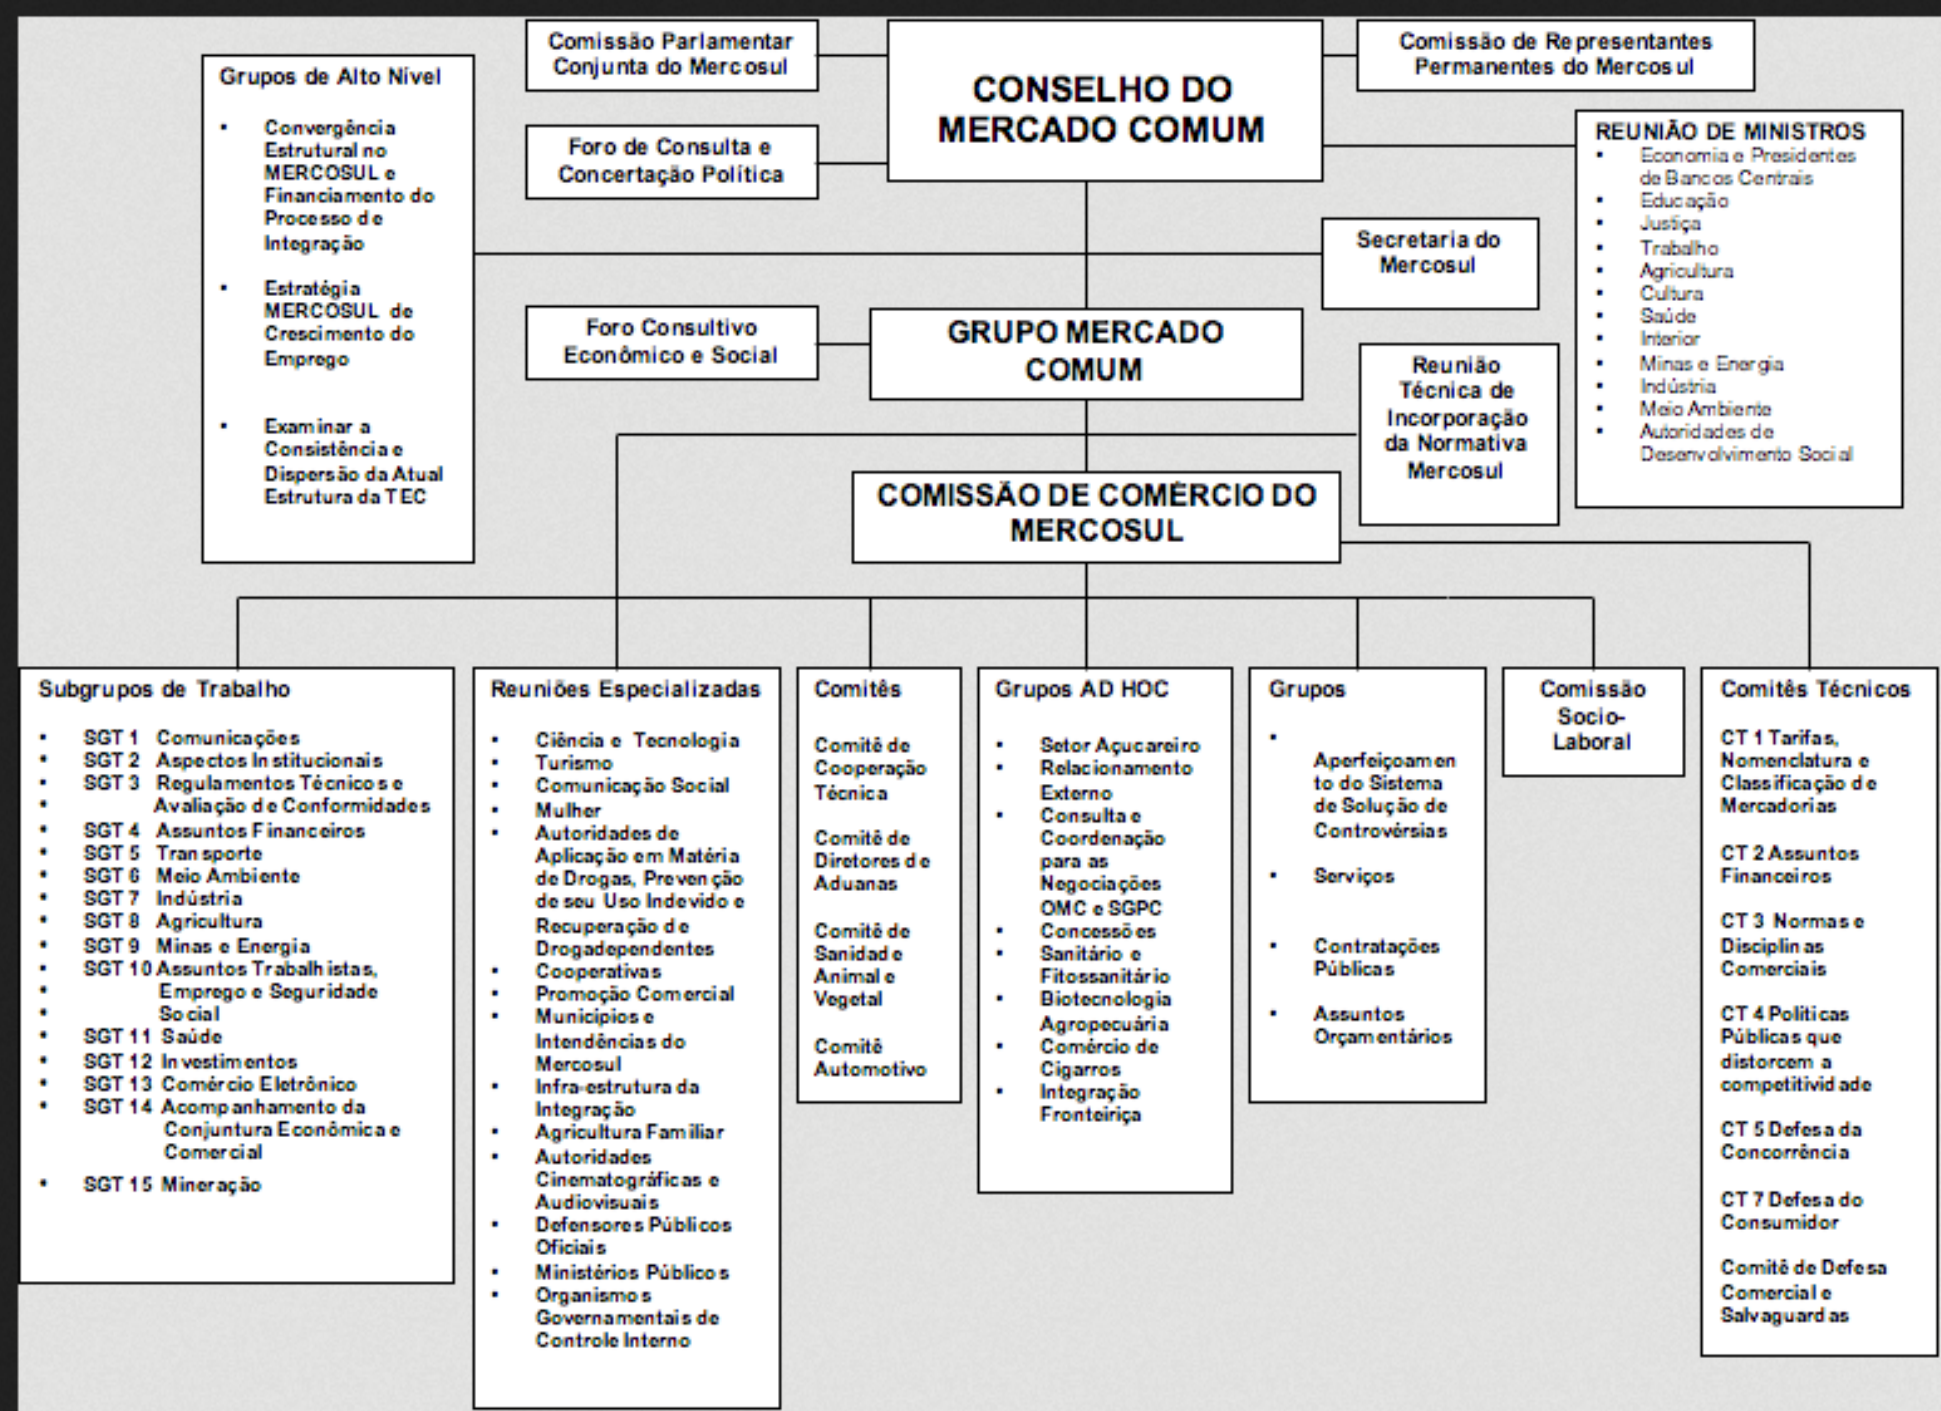 Comissão Parlamentar
Conjunta do Mercosul
CONSELHO DO
MERCADO COMUM
Comissão de Representantes
Permanentes do Mercosul
Grupos de Alto Nível
▪ Convergência
Estrutural no
MERCOSUL e
Financiamento do
Processo de
Integração
▪ Estratégia
MERCOSUL de
Crescimento do
Emprego
▪ Examinar a
Consistência e
Dispersão da Atual
Estrutura da TEC
Foro de Consulta e
Concertação Política
REUNIÃO DE MINISTROS
▪ Economia e Presidentes
de Bancos Centrais
▪ Educação
▪ Justiça
▪ Trabalho
▪ Agricultura
▪ Cultura
▪ Saúde
▪ Interior
▪ Minas e Energia
▪ Indústria
▪ Meio Ambiente
▪ Autoridades de
Desenvolvimento Social
Secretaria do
Mercosul
Foro Consultivo
Econômico e Social
GRUPO MERCADO
COMUM
Reunião
Técnica de
Incorporação
da Normativa
Mercosul
COMISSÃO DE COMÉRCIO DO
MERCOSUL
Subgrupos de Trabalho
▪ SGT 1 Comunicações
▪ SGT 2 Aspectos Institucionais
▪ SGT 3 Regulamentos Técnicos e
▪ Avaliação de Conformidades
▪ SGT 4 Assuntos Financeiros
▪ SGT 5 Transporte
▪ SGT 6 Meio Ambiente
▪ SGT 7 Indústria
▪ SGT 8 Agricultura
▪ SGT 9 Minas e Energia
▪ SGT 10 Assuntos Trabalhistas,
▪ Emprego e Seguridade
▪ Social
▪ SGT 11 Saúde
▪ SGT 12 Investimentos
▪ SGT 13 Comércio Eletrônico
▪ SGT 14 Acompanhamento da
Conjuntura Econômica e
Comercial
▪ SGT 15 Mineração
Reuniões Especializadas
▪ Ciência e Tecnologia
▪ Turismo
▪ Comunicação Social
▪ Mulher
▪ Autoridades de
Aplicação em Matéria
de Drogas, Prevenção
de seu Uso Indevido e
Recuperação de
Drogadependentes
▪ Cooperativas
▪ Promoção Comercial
▪ Municípios e
Intendências do
Mercosul
▪ Infra-estrutura da
Integração
▪ Agricultura Familiar
▪ Autoridades
Cinematográficas e
Audiovisuais
▪ Defensores Públicos
Oficiais
▪ Ministérios Públicos
▪ Organismos
Governamentais de
Controle Interno
Comitês
Comitê de
Cooperação
Técnica
Comitê de
Diretores de
Aduanas
Comitê de
Sanidade
Animal e
Vegetal
Comitê
Automotivo
Grupos AD HOC
▪ Setor Açucareiro
▪ Relacionamento
Externo
▪ Consulta e
Coordenação
para as
Negociações
OMC e SGPC
▪ Concessões
▪ Sanitário e
Fitossanitário
▪ Biotecnologia
Agropecuária
▪ Comércio de
Cigarros
▪ Integração
Fronteiriça
Grupos
▪
Aperfeiçoamen
to do Sistema
de Solução de
Controvérsias
▪ Serviços
▪ Contratações
Públicas
▪ Assuntos
Orçamentários
Comissão
Socio-
Laboral
Comitês Técnicos
CT 1 Tarifas,
Nomenclatura e
Classificação de
Mercadorias
CT 2 Assuntos
Financeiros
CT 3 Normas e
Disciplinas
Comerciais
CT 4 Políticas
Públicas que
distorcem a
competitividade
CT 5 Defesa da
Concorrência
CT 7 Defesa do
Consumidor
Comitê de Defesa
Comercial e
Salvaguardas